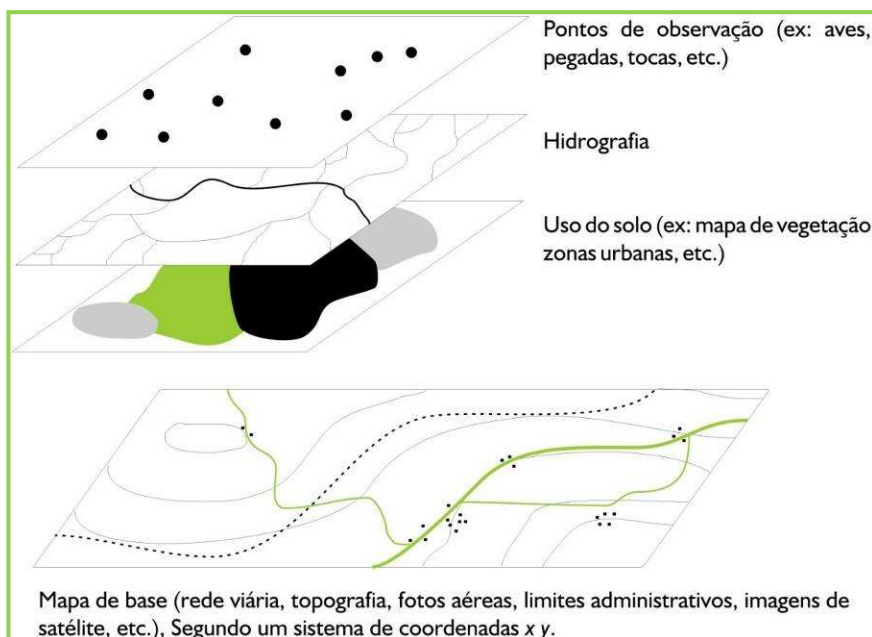 Pontos de observação (ex: aves,
pegadas, tocas, etc.)
Hidrografia
Uso do solo (ex: mapa de vegetação
zonas urbanas, etc.)
Mapa de base (rede viária, topografia, fotos aéreas, limites administrativos, imagens de
satélite, etc.), Segundo um sistema de coordenadas x y.